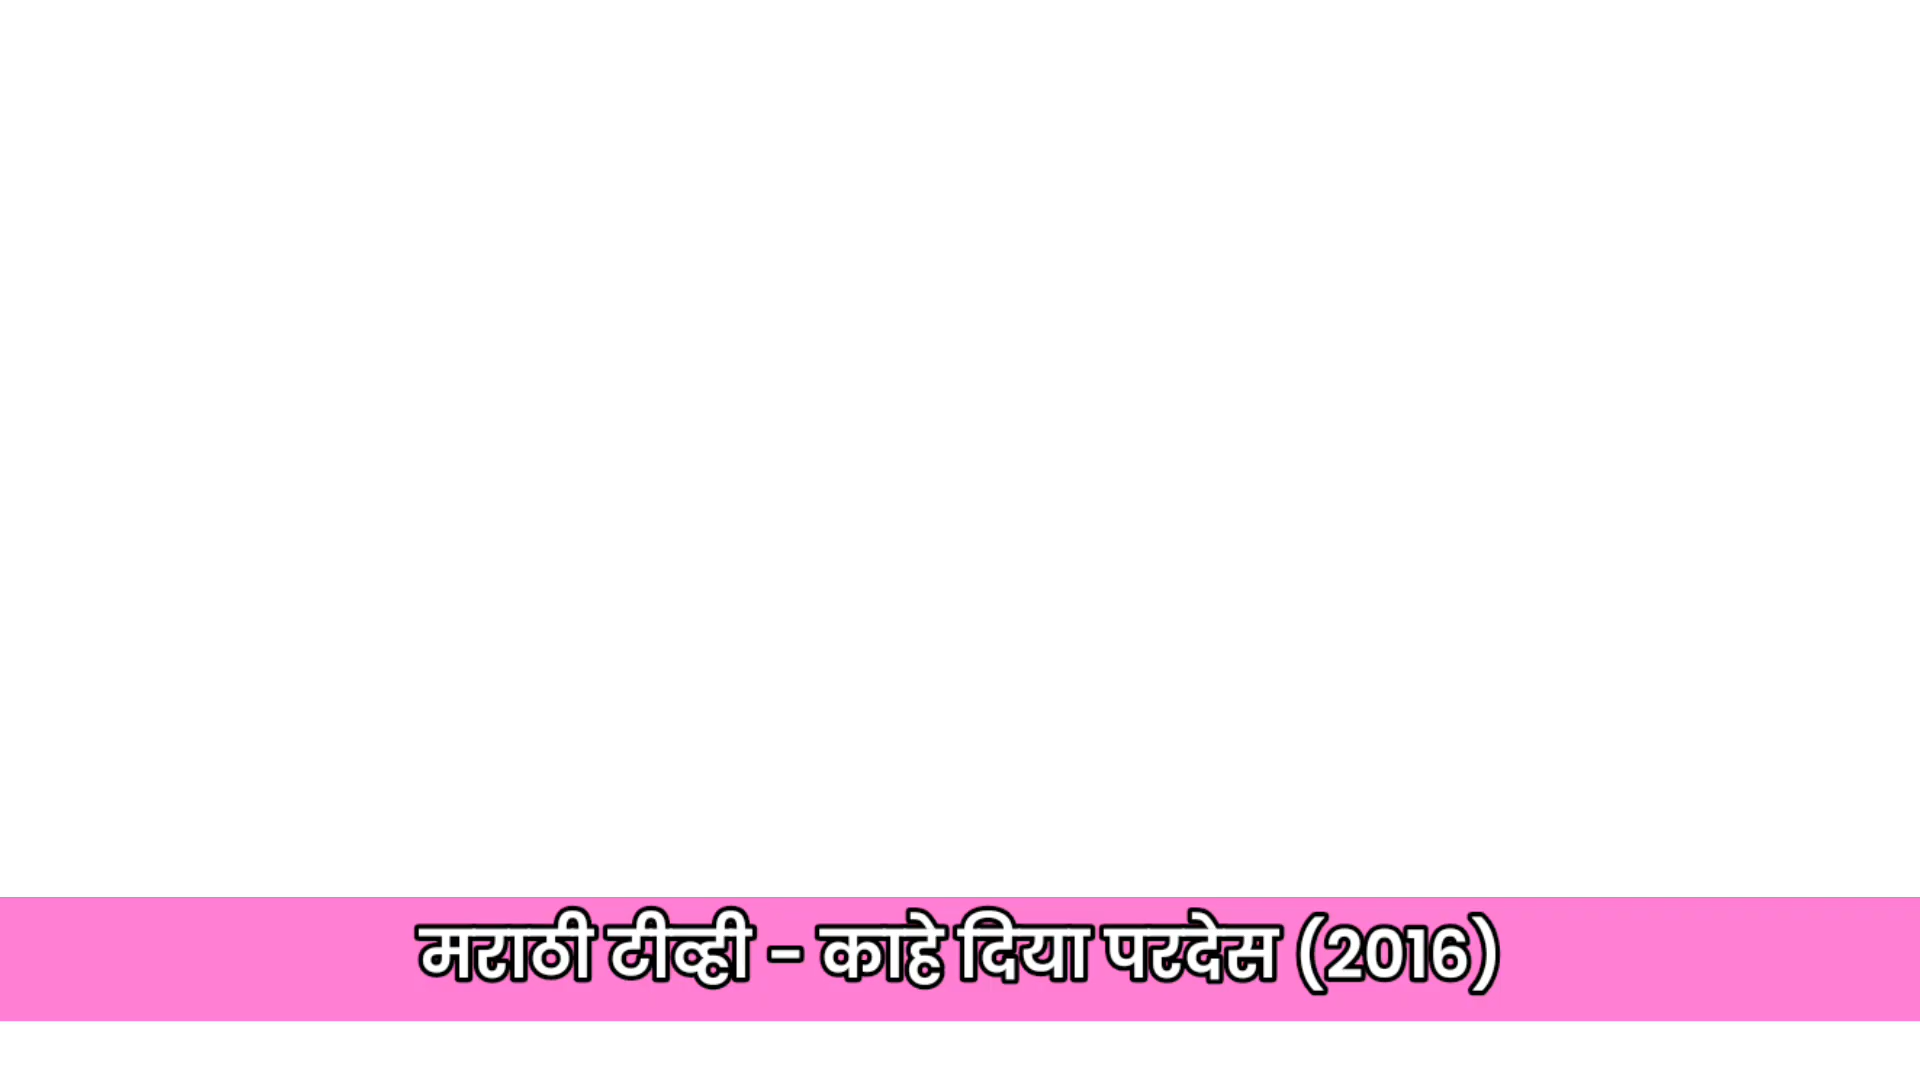 मराठी टीव्ही - काहे दिया परदेस (2016)